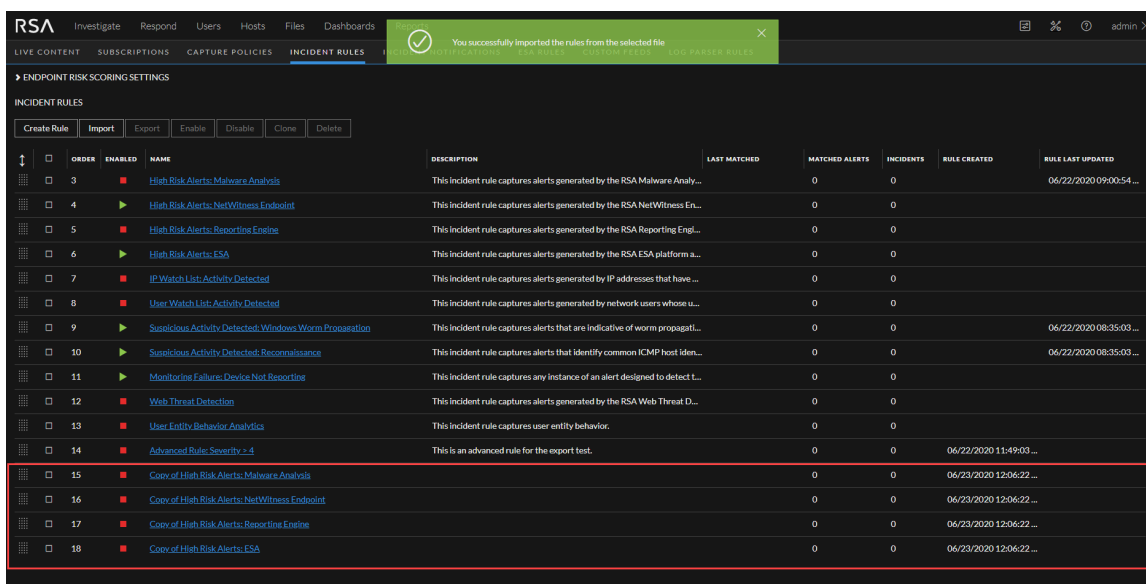 RSA Investigate Respond Users Hosts Files Dashboards Reports admin
You successfully imported the rules from the selected file
LIVE CONTENT SUBSCRIPTIONS CAPTURE POLICIES INCIDENT RULES INCIDENT NOTIFICATIONS ESA RULES CUSTOM FEEDS LOG PARSER RULES
ENDPOINT RISK SCORING SETTINGS
INCIDENT RULES
Create Rule Import Export Enable Disable Clone Delete
ORDER ENABLED NAME DESCRIPTION LAST MATCHED MATCHED ALERTS INCIDENTS RULE CREATED RULE LAST UPDATED
3 High Risk Alerts: Malware Analysis This incident rule captures alerts generated by the RSA Malware Analy... 0 0 06/22/2020 09:00:54 ...
4 High Risk Alerts: NetWitness Endpoint This incident rule captures alerts generated by the RSA NetWitness En... 0 0
5 High Risk Alerts: Reporting Engine This incident rule captures alerts generated by the RSA Reporting Engi... 0 0
6 High Risk Alerts: ESA This incident rule captures alerts generated by the RSA ESA platform a... 0 0
7 IP Watch List: Activity Detected This incident rule captures alerts generated by IP addresses that have ... 0 0
8 User Watch List: Activity Detected This incident rule captures alerts generated by network users whose u... 0 0
9 Suspicious Activity Detected: Windows Worm Propagation This incident rule captures alerts that are indicative of worm propagati... 0 0 06/22/2020 08:35:03 ...
10 Suspicious Activity Detected: Reconnaissance This incident rule captures alerts that identify common ICMP host iden... 0 0 06/22/2020 08:35:03 ...
11 Monitoring Failure: Device Not Reporting This incident rule captures any instance of an alert designed to detect t... 0 0
12 Web Threat Detection This incident rule captures alerts generated by the RSA Web Threat D... 0 0
13 User Entity Behavior Analytics This incident rule captures user entity behavior. 0 0
14 Advanced Rule: Severity > 4 This is an advanced rule for the export test. 0 0 06/22/2020 11:49:03 ...
15 Copy of High Risk Alerts: Malware Analysis 0 0 06/23/2020 12:06:22 ...
16 Copy of High Risk Alerts: NetWitness Endpoint 0 0 06/23/2020 12:06:22 ...
17 Copy of High Risk Alerts: Reporting Engine 0 0 06/23/2020 12:06:22 ...
18 Copy of High Risk Alerts: ESA 0 0 06/23/2020 12:06:22 ...